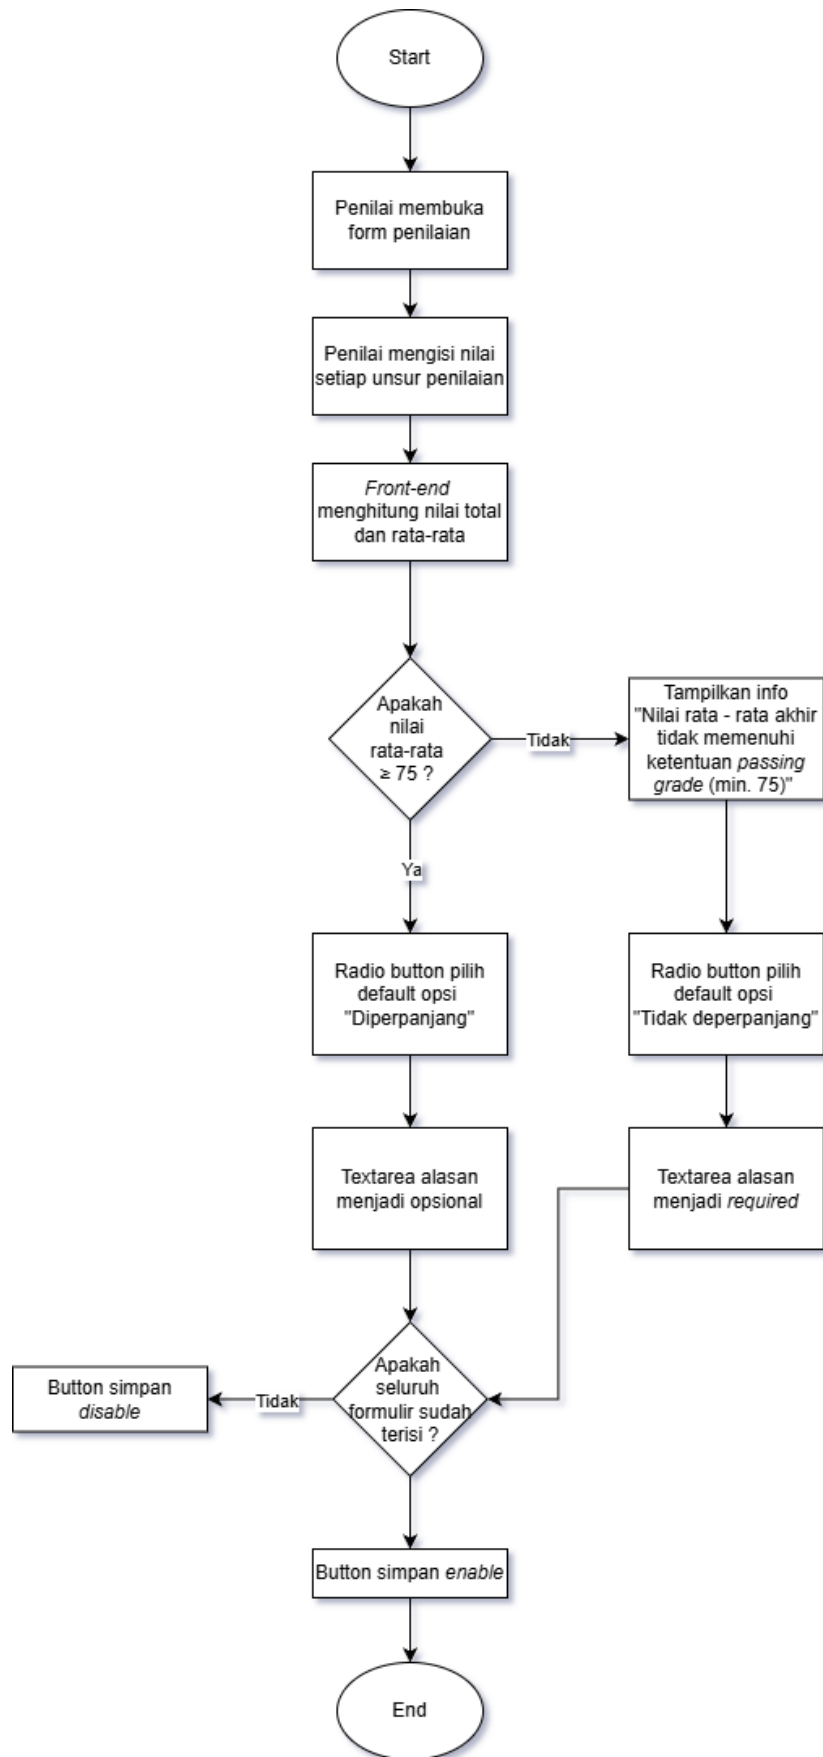 Start
Penilai membuka
form penilaian
Penilai mengisi nilai
setiap unsur penilaian
Front-end
menghitung nilai total
dan rata-rata
Apakah
nilai
rata-rata
≥ 75 ?
Tidak
Tampilkan info
"Nilai rata - rata akhir
tidak memenuhi
ketentuan passing
grade (min. 75)"
Ya
Radio button pilih
default opsi
"Diperpanjang"
Radio button pilih
default opsi
"Tidak deperpanjang"
Textarea alasan
menjadi opsional
Textarea alasan
menjadi required
Apakah
seluruh
formulir sudah
terisi ?
Tidak
Button simpan
disable
Button simpan enable
End